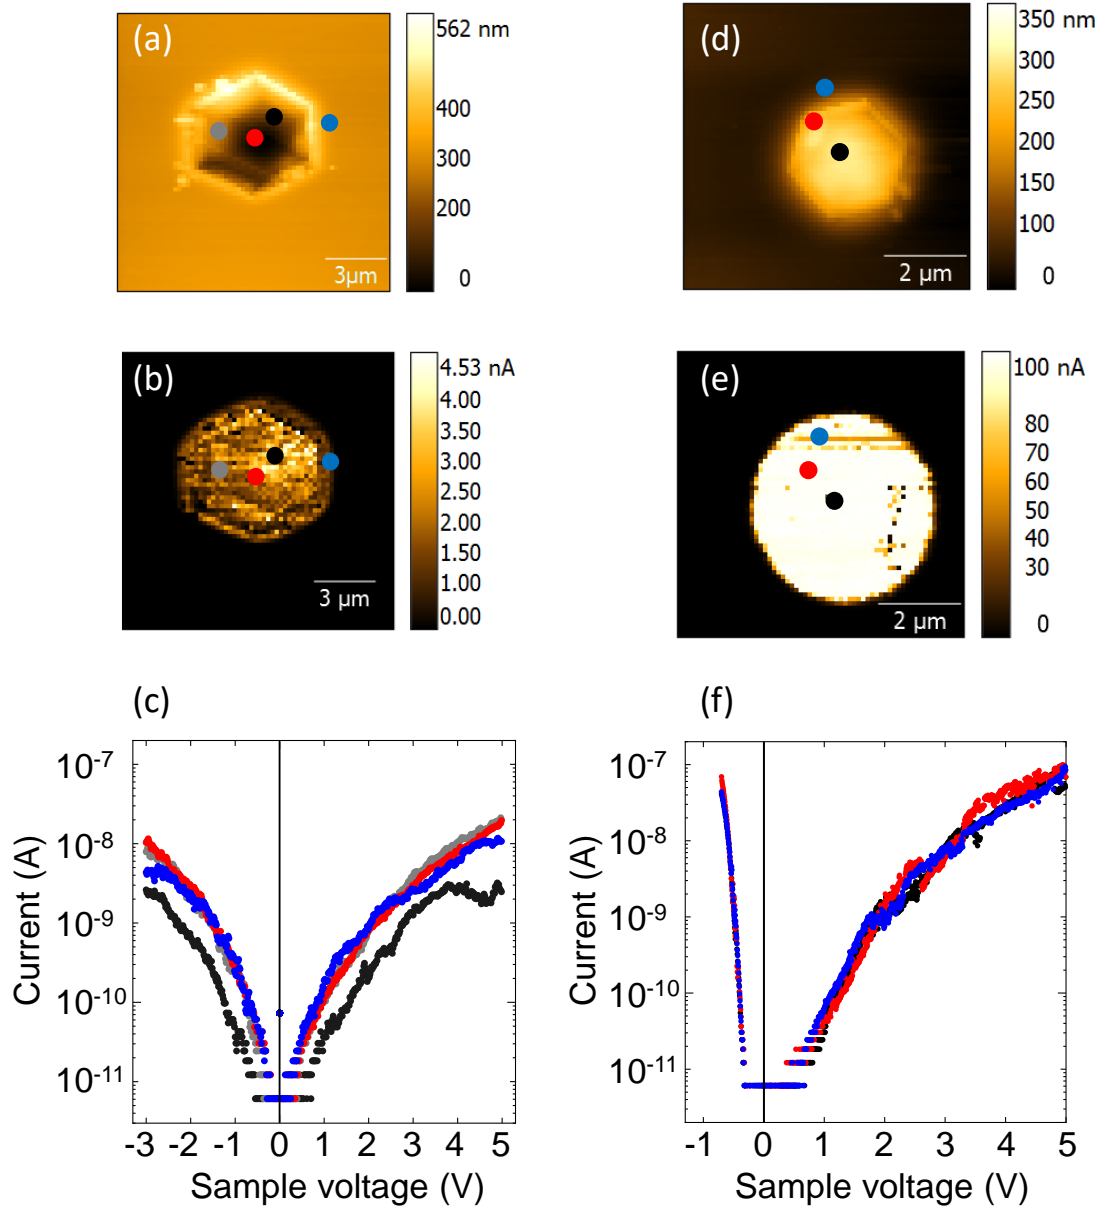 (a)
562 nm
400
300
200
0
3μm
(d)
350 nm
300
250
200
150
100
0
2 μm
(b)
4.53 nA
4.00
3.50
3.00
2.50
2.00
1.50
1.00
0.00
3 μm
(e)
100 nA
80
70
60
50
40
30
0
2 μm
(c)
10-7
10-8
10-9
10-10
10-11
Current (A)
-3 -2 -1 0 1 2 3 4 5
Sample voltage (V)
(f)
10-7
10-8
10-9
10-10
10-11
Current (A)
-1 0 1 2 3 4 5
Sample voltage (V)